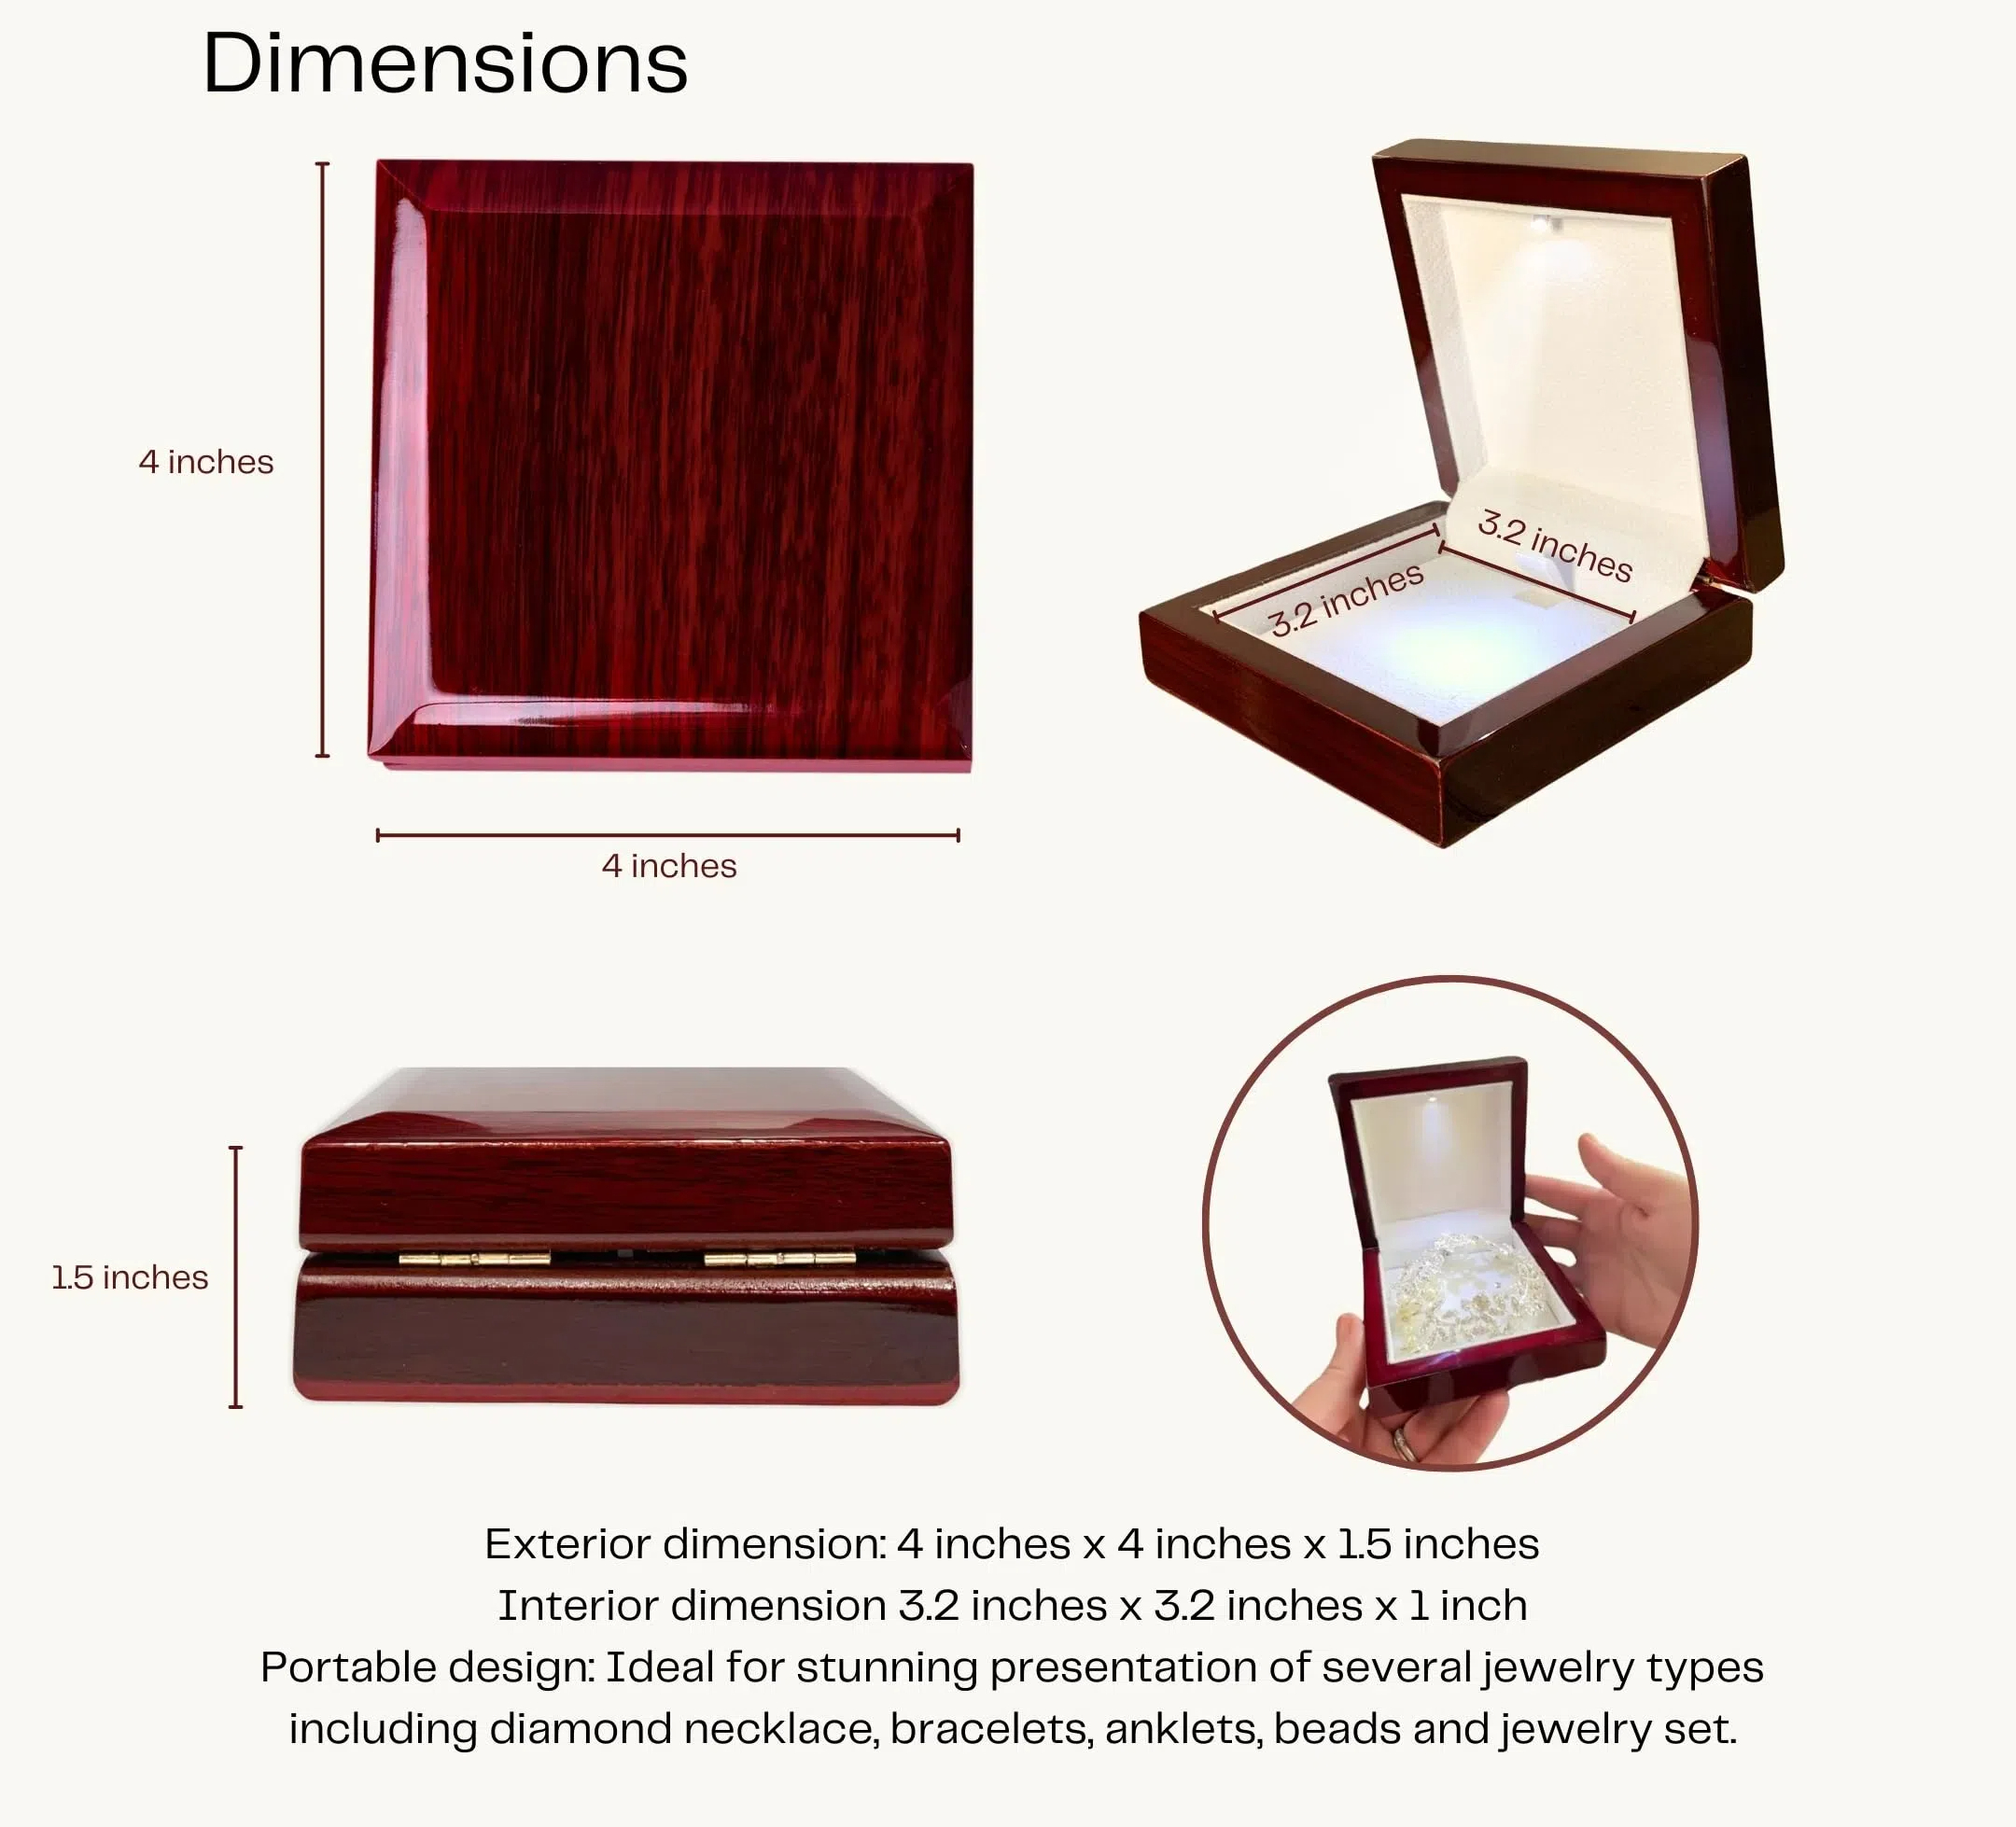 Dimensions
4 inches
3.2 inches
3.2 inches
4 inches
1.5 inches
Exterior dimension: 4 inches x 4 inches x 1.5 inches
Interior dimension 3.2 inches x 3.2 inches x 1 inch
Portable design: Ideal for stunning presentation of several jewelry types
including diamond necklace, bracelets, anklets, beads and jewelry set.